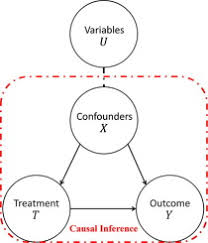 Variables
U
Confounders
X
Treatment
T
Outcome
Y
Causal Inference